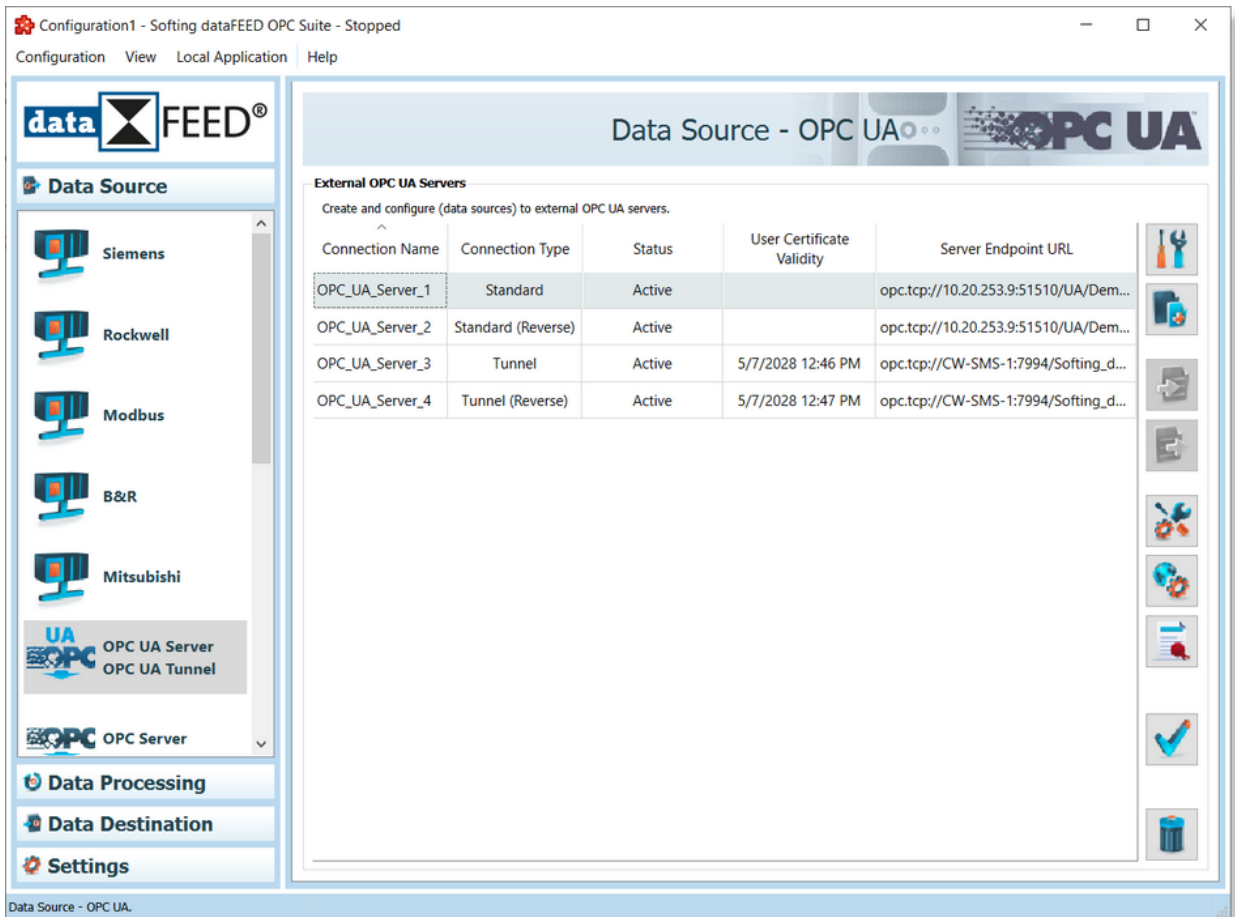 Configuration1 - Softing dataFEED OPC Suite - Stopped
Configuration View Local Application Help
data FEED®
Data Source
Siemens
Rockwell
Modbus
B&R
Mitsubishi
UA
OPC
OPC UA Server
OPC UA Tunnel
OPC
OPC Server
Data Processing
Data Destination
Settings
Data Source - OPC UA
OPC UA
External OPC UA Servers
Create and configure (data sources) to external OPC UA servers.
Connection Name Connection Type Status User Certificate Validity Server Endpoint URL
OPC_UA_Server_1 Standard Active opc.tcp://10.20.253.9:51510/UA/Dem...
OPC_UA_Server_2 Standard (Reverse) Active opc.tcp://10.20.253.9:51510/UA/Dem...
OPC_UA_Server_3 Tunnel Active 5/7/2028 12:46 PM opc.tcp://CW-SMS-1:7994/Softing_d...
OPC_UA_Server_4 Tunnel (Reverse) Active 5/7/2028 12:47 PM opc.tcp://CW-SMS-1:7994/Softing_d...
Data Source - OPC UA.